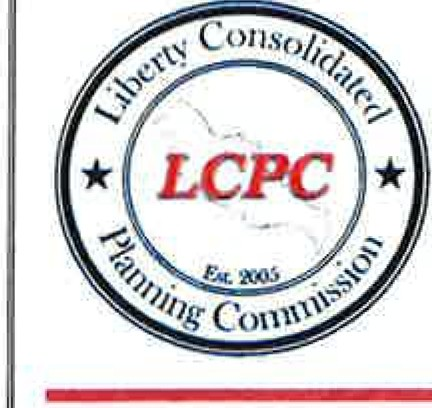 Liberty Consolidated
★ LCPC ★
Est. 2005
Planning Commission